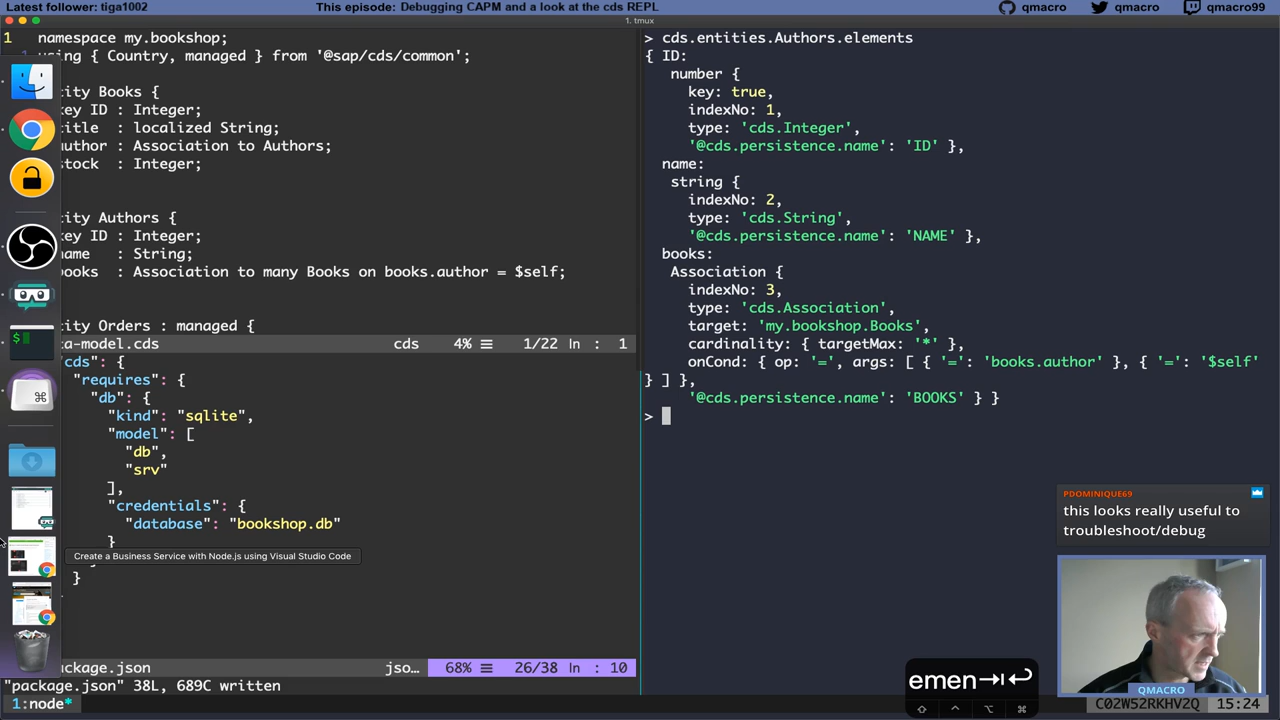 Latest follower: tiga1002
This episode: Debugging CAPM and a look at the cds REPL
qmacro
qmacro
qmacro99
1. tmux
1 namespace my.bookshop;
1 using { Country, managed } from '@sap/cds/common';
ity Books {
key ID : Integer;
title : localized String;
author : Association to Authors;
stock : Integer;
ity Authors {
key ID : Integer;
name : String;
books : Association to many Books on books.author = $self;
ity Orders : managed {
ta-model.cds cds 4% ☰ 1/22 ln : 1
"cds": {
"requires": {
"db": {
"kind": "sqlite",
"model": [
"db",
"srv"
],
"credentials": {
"database": "bookshop.db"
}
Create a Business Service with Node.js using Visual Studio Code
}
ackage.json jso… 68% ☰ 26/38 ln : 10
"package.json" 38L, 689C written
1:node*
> cds.entities.Authors.elements
{ ID:
number {
key: true,
indexNo: 1,
type: 'cds.Integer',
'@cds.persistence.name': 'ID' },
name:
string {
indexNo: 2,
type: 'cds.String',
'@cds.persistence.name': 'NAME' },
books:
Association {
indexNo: 3,
type: 'cds.Association',
target: 'my.bookshop.Books',
cardinality: { targetMax: '*' },
onCond: { op: '=', args: [ { '=': 'books.author' }, { '=': '$self'
} ] },
'@cds.persistence.name': 'BOOKS' } }
>
PDOMINIQUE69
this looks really useful to
troubleshoot/debug
QMACRO
emen⇥↩
⇧ ⌃ ⌥ ⌘
C02W52RKHV2Q 15:24